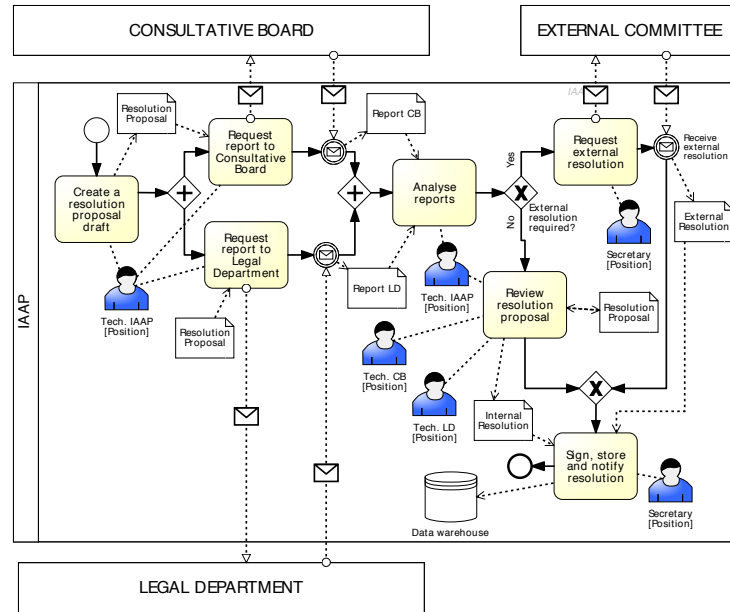 CONSULTATIVE BOARD
EXTERNAL COMMITTEE
IAAP
Resolution
Proposal
Request
report to
Consultative
Board
Report CB
Request
external
resolution
Receive
external
resolution
Create a
resolution
proposal
draft
Analyse
reports
Yes
No
External
resolution
required?
External
Resolution
Request
report to
Legal
Department
Report LD
Secretary
[Position]
Tech. IAAP
[Position]
Tech. IAAP
[Position]
Resolution
Proposal
Review
resolution
proposal
Resolution
Proposal
Tech. CB
[Position]
Tech. LD
[Position]
Internal
Resolution
Sign, store
and notify
resolution
Secretary
[Position]
Data warehouse
LEGAL DEPARTMENT